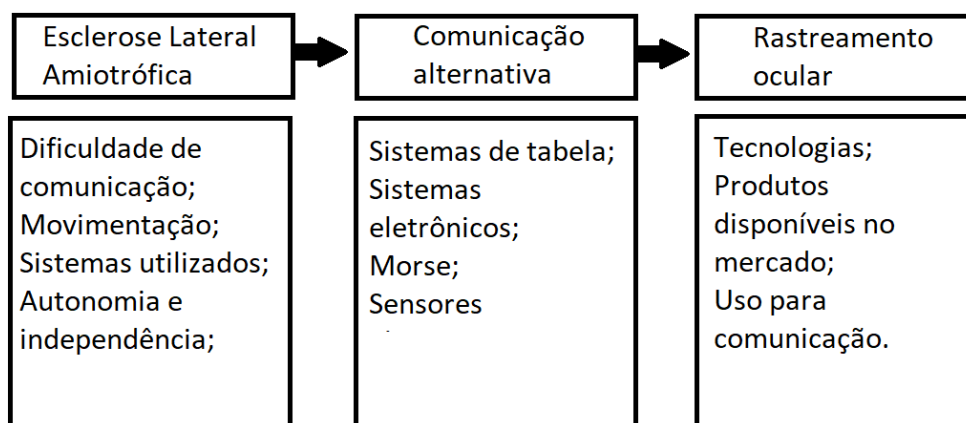 Esclerose Lateral
Amiotrófica
Comunicação
alternativa
Rastreamento
ocular
Dificuldade de
comunicação;
Movimentação;
Sistemas utilizados;
Autonomia e
independência;
Sistemas de tabela;
Sistemas
eletrônicos;
Morse;
Sensores
Tecnologias;
Produtos
disponíveis no
mercado;
Uso para
comunicação.